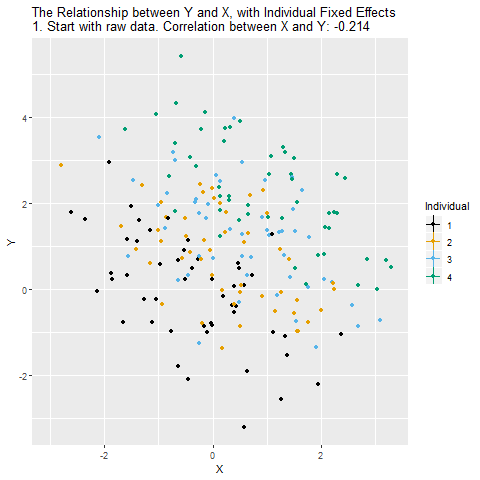 The Relationship between Y and X, with Individual Fixed Effects
1. Start with raw data. Correlation between X and Y: -0.214
Y
4
2
0
-2
-2
0
2
X
Individual
1
2
3
4